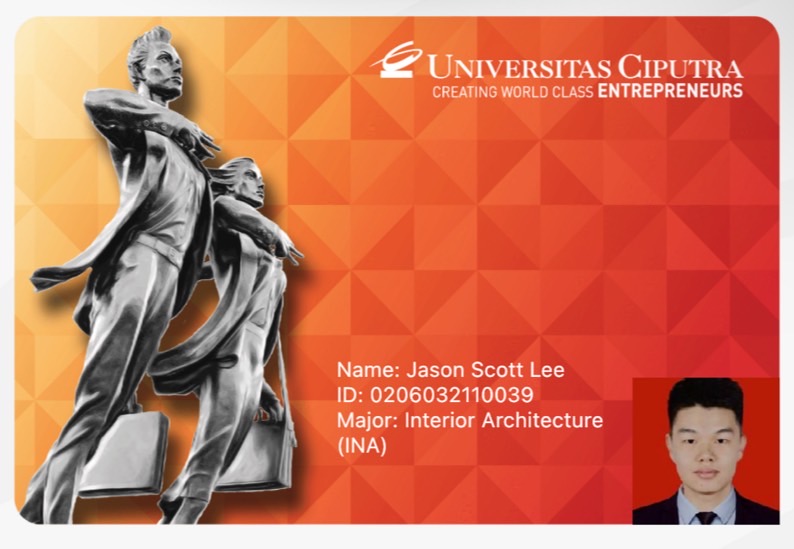 UNIVERSITAS CIPUTRA
CREATING WORLD CLASS ENTREPRENEURS
Name: Jason Scott Lee
ID: 0206032110039
Major: Interior Architecture
(INA)